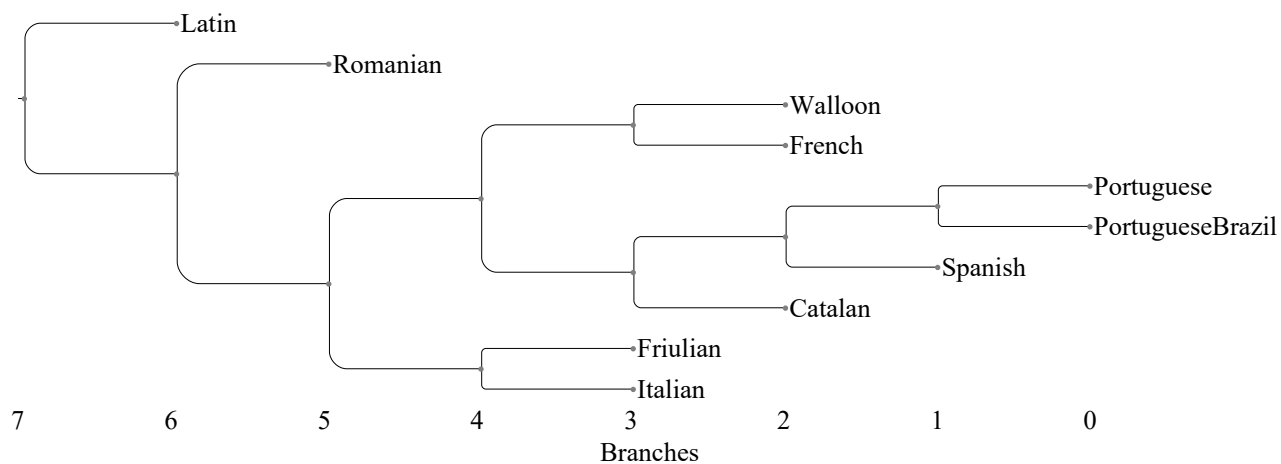 Latin
Romanian
Walloon
French
Portuguese
PortugueseBrazil
Spanish
Catalan
Friulian
Italian
7 6 5 4 3 2 1 0
Branches